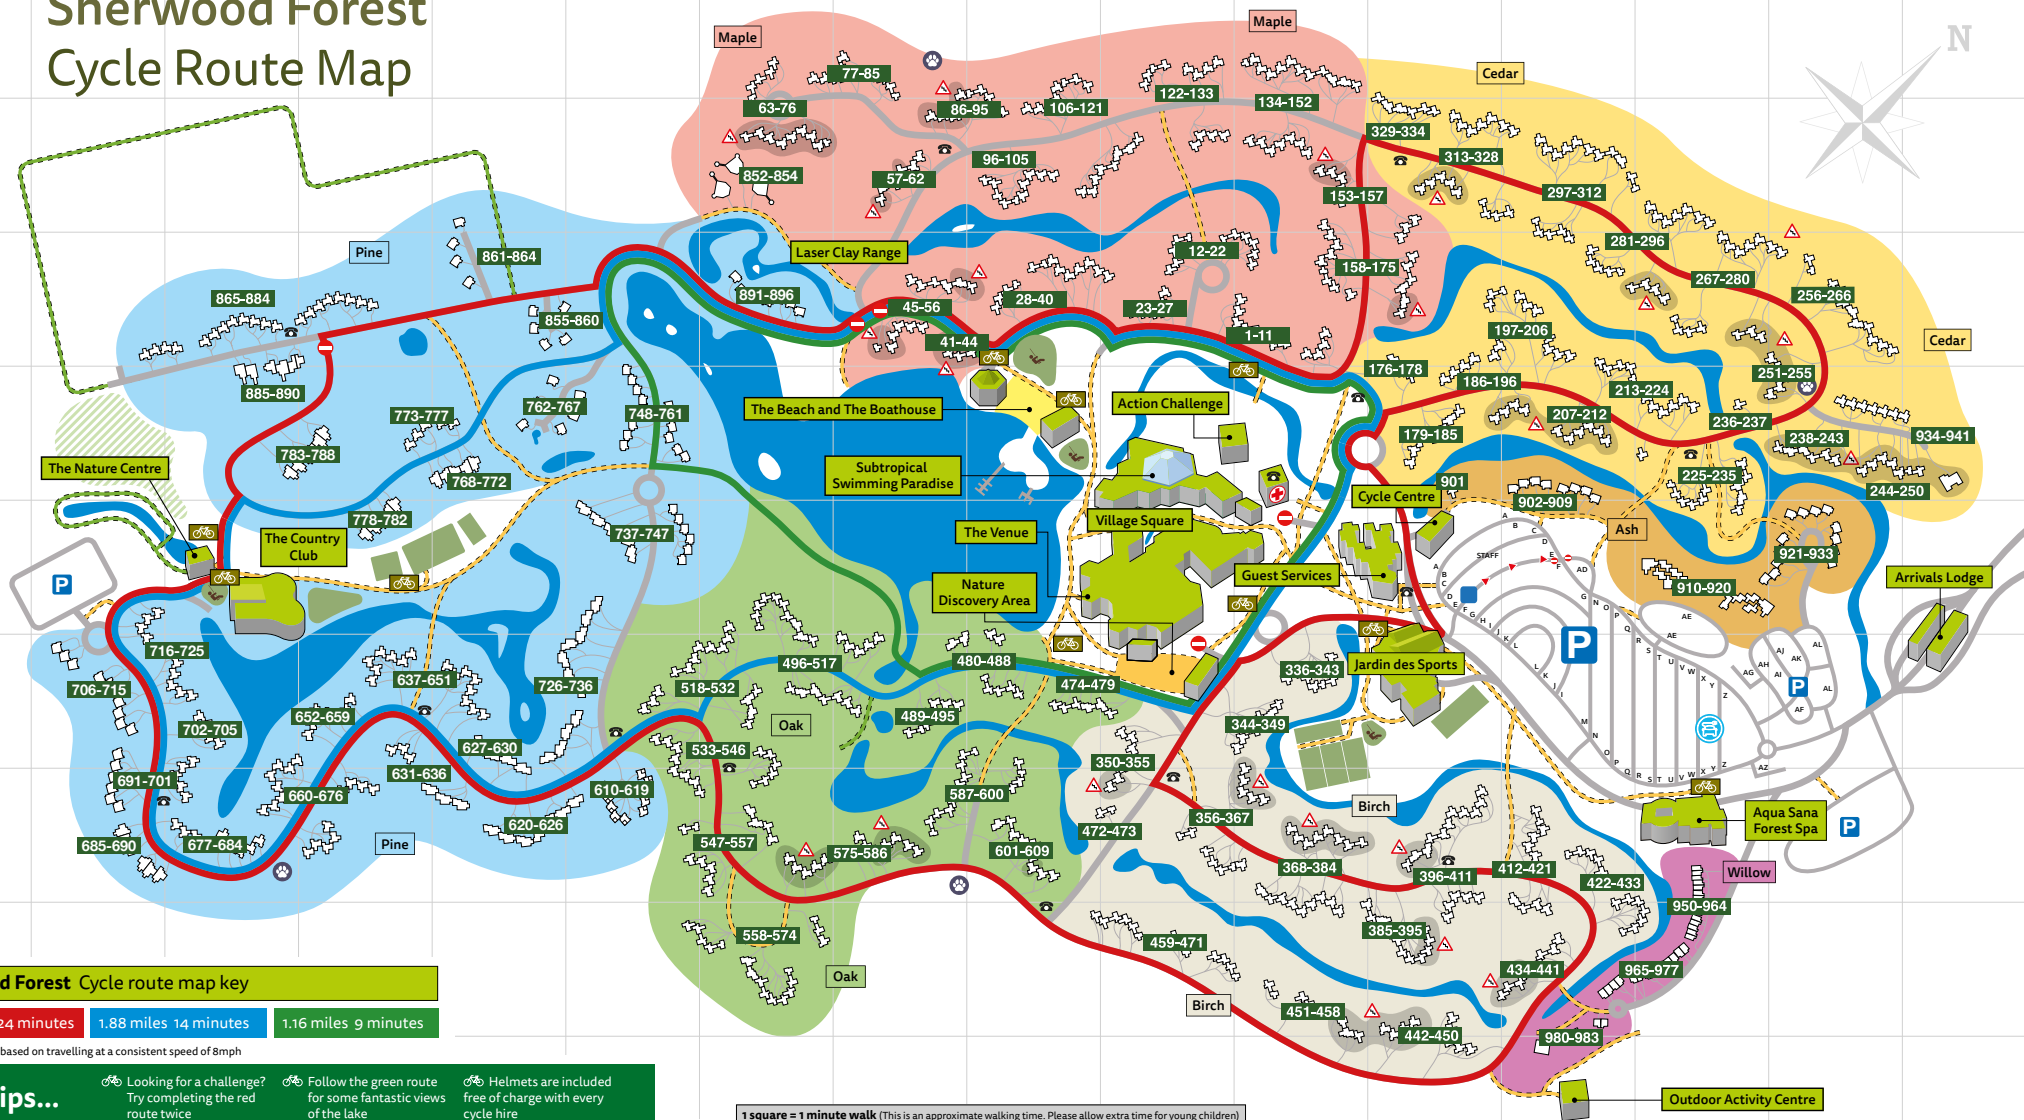 Sherwood Forest
Cycle Route Map
N
Maple
Maple
Cedar
77-85
63-76
86-95
106-121
122-133
134-152
329-334
313-328
96-105
852-854
57-62
153-157
297-312
Pine
861-864
Laser Clay Range
12-22
281-296
158-175
267-280
256-266
865-884
891-896
45-56
28-40
23-27
855-860
1-11
197-206
Cedar
41-44
176-178
186-196
251-255
213-224
885-890
The Beach and The Boathouse
Action Challenge
773-777
762-767
748-761
207-212
236-237
179-185
238-243
934-941
783-788
The Nature Centre
Subtropical
Swimming Paradise
768-772
225-235
901
Cycle Centre
902-909
244-250
778-782
Village Square
737-747
The Venue
Ash
The Country
Club
921-933
STAFF
Guest Services
Nature
Discovery Area
910-920
Arrivals Lodge
P
P
716-725
496-517
480-488
Jardin des Sports
336-343
637-651
706-715
726-736
518-532
474-479
P
652-659
Oak
489-495
702-705
344-349
627-630
533-546
350-355
631-636
691-701
610-619
660-676
587-600
Birch
356-367
Aqua Sana
Forest Spa
P
620-626
472-473
685-690
677-684
Pine
547-557
575-586
601-609
368-384
396-411
412-421
422-433
Willow
950-964
558-574
385-395
459-471
Oak
434-441
965-977
Birch
451-458
442-450
980-983
Outdoor Activity Centre
d Forest Cycle route map key
24 minutes
1.88 miles 14 minutes
1.16 miles 9 minutes
based on travelling at a consistent speed of 8mph
ips...
Looking for a challenge?
Try completing the red
route twice
Follow the green route
for some fantastic views
of the lake
Helmets are included
free of charge with every
cycle hire
1 square = 1 minute walk (This is an approximate walking time. Please allow extra time for young children)